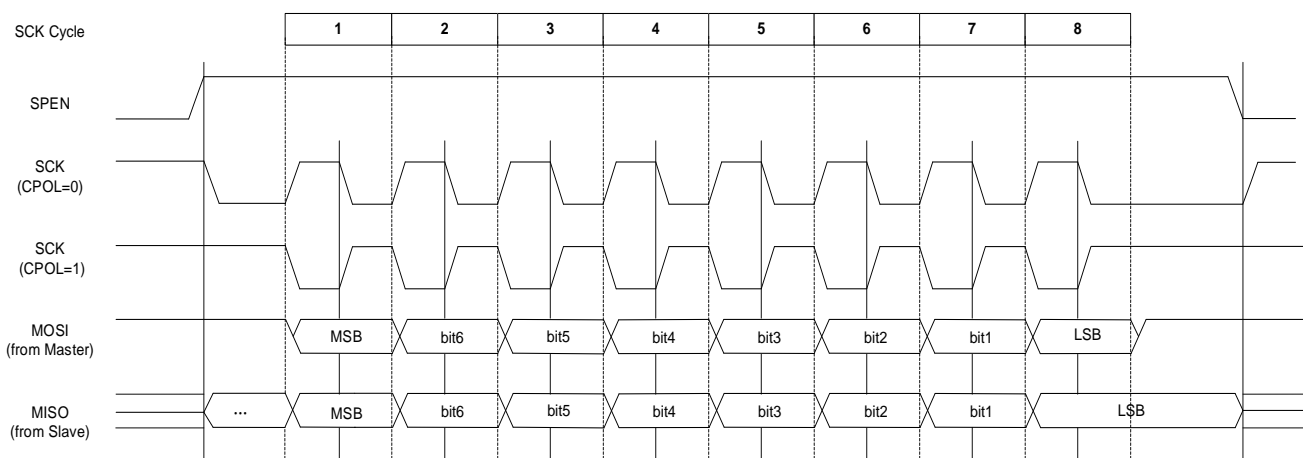 SCK Cycle 1 2 3 4 5 6 7 8
SPEN
SCK
(CPOL=0)
SCK
(CPOL=1)
MOSI
(from Master)
MSB bit6 bit5 bit4 bit3 bit2 bit1 LSB
MISO
(from Slave)
... MSB bit6 bit5 bit4 bit3 bit2 bit1 LSB